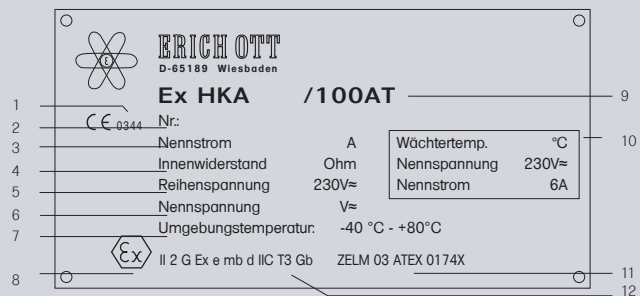 ERICH OTT
D-65189 Wiesbaden
Ex HKA /100AT
9
1
CE 0344
2
Nr.:
3
Nennstrom A
4
Innenwiderstand Ohm
5
Reihenspannung 230V≈
6
Nennspannung V≈
7
Umgebungstemperatur: -40 °C - +80°C
10
Wächtertemp. °C
Nennspannung 230V≈
Nennstrom 6A
8
Ex
II 2 G Ex e mb d IIC T3 Gb ZELM 03 ATEX 0174X
11
12